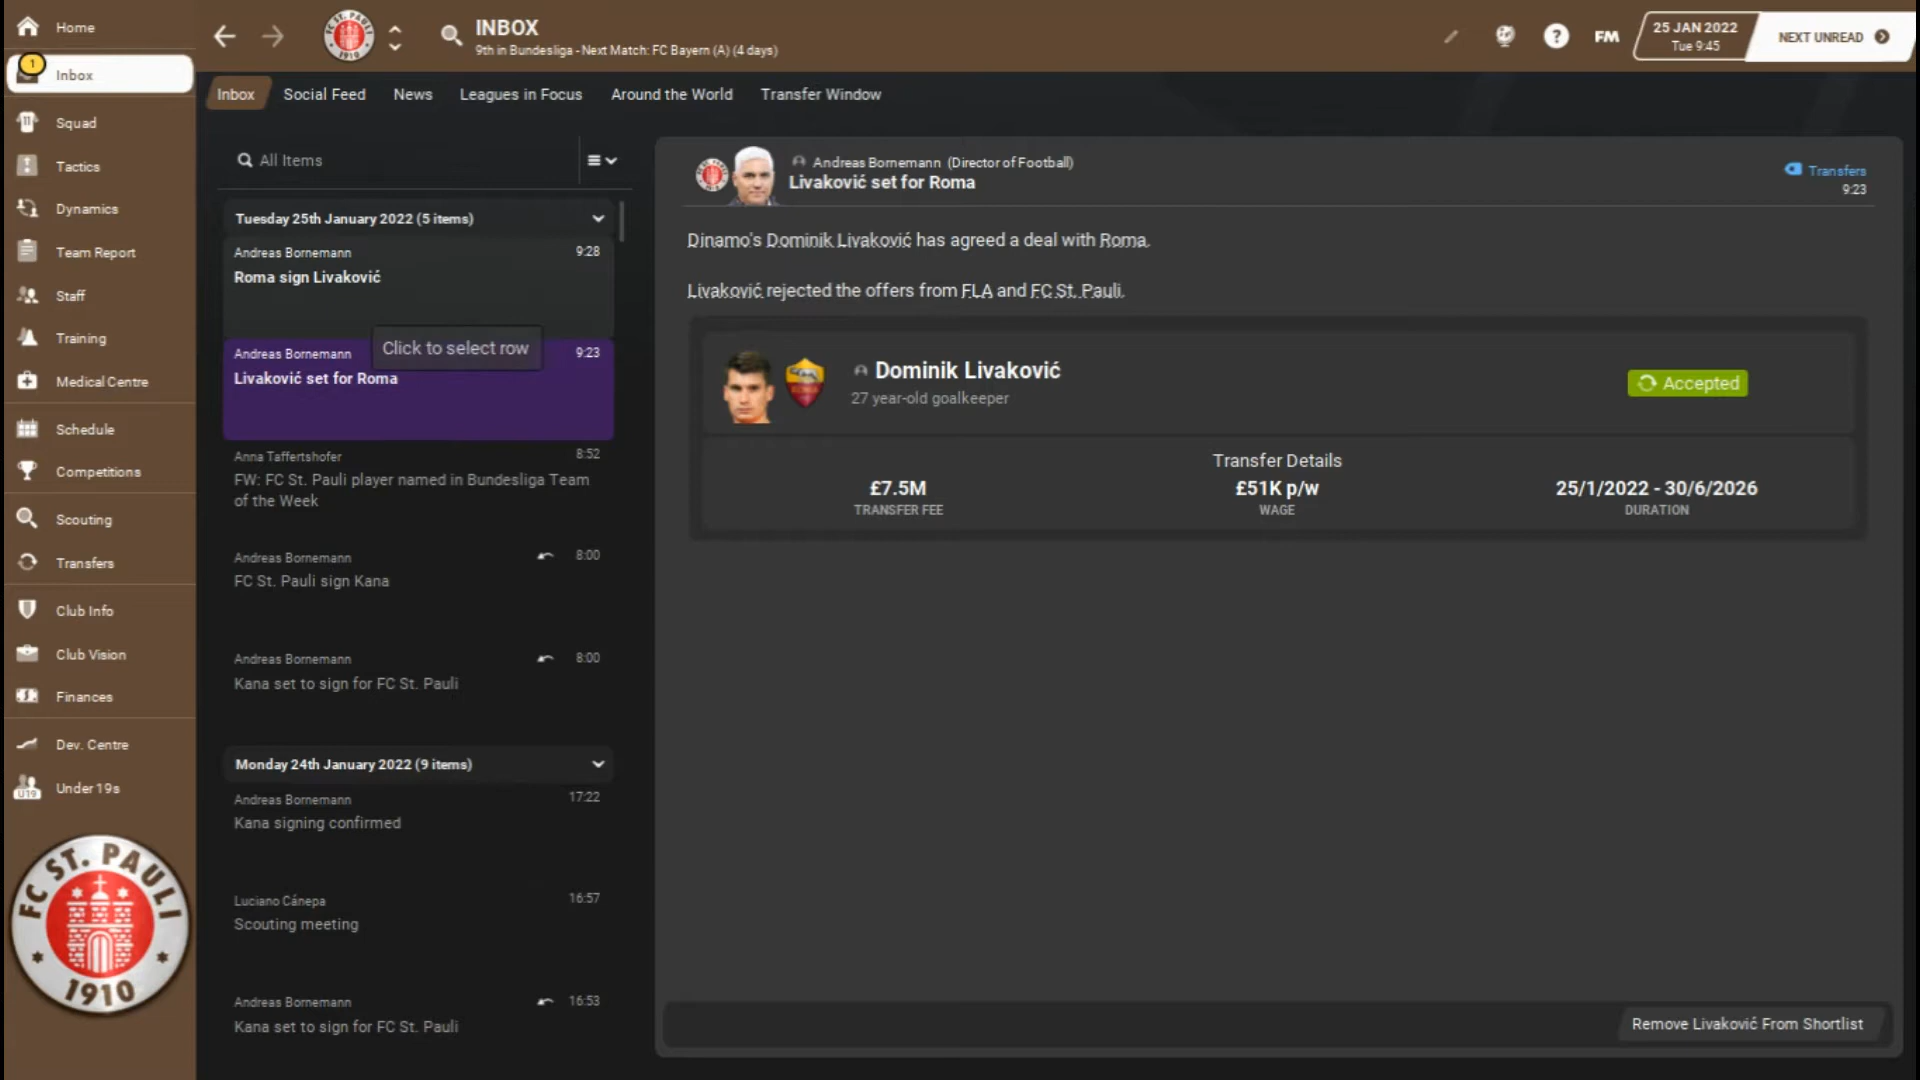 Home
1
Inbox
Squad
Tactics
Dynamics
Team Report
Staff
Training
Medical Centre
Schedule
Competitions
Scouting
Transfers
Club Info
Club Vision
Finances
Dev. Centre
U19
Under 19s
FC ST. PAULI
1910
FC ST. PAULI
1910
INBOX
9th in Bundesliga - Next Match: FC Bayern (A) (4 days)
?
FM
25 JAN 2022
Tue 9:45
NEXT UNREAD
Inbox
Social Feed
News
Leagues in Focus
Around the World
Transfer Window
All Items
Tuesday 25th January 2022 (5 items)
Andreas Bornemann
9:28
Roma sign Livaković
Click to select row
Andreas Bornemann
9:23
Livaković set for Roma
Anna Taffertshofer
8:52
FW: FC St. Pauli player named in Bundesliga Team
of the Week
Andreas Bornemann
8:00
FC St. Pauli sign Kana
Andreas Bornemann
8:00
Kana set to sign for FC St. Pauli
Monday 24th January 2022 (9 items)
Andreas Bornemann
17:22
Kana signing confirmed
Luciano Cánepa
16:57
Scouting meeting
Andreas Bornemann
16:53
Kana set to sign for FC St. Pauli
Andreas Bornemann (Director of Football)
Livaković set for Roma
Transfers
9:23
Dinamo's Dominik Livaković has agreed a deal with Roma.
Livaković rejected the offers from FLA and FC St. Pauli.
Dominik Livaković
27 year-old goalkeeper
Accepted
Transfer Details
£7.5M
TRANSFER FEE
£51K p/w
WAGE
25/1/2022 - 30/6/2026
DURATION
Remove Livaković From Shortlist